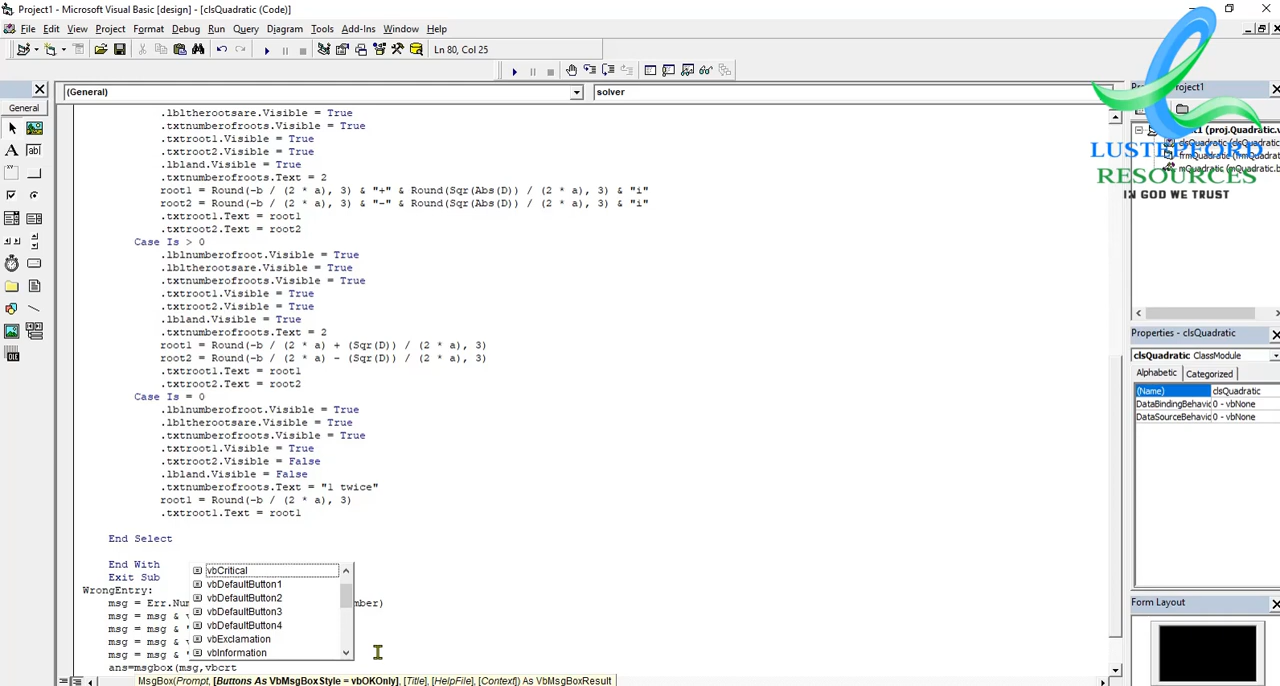 Project1 - Microsoft Visual Basic [design] - [clsQuadratic (Code)]
File Edit View Project Format Debug Run Query Diagram Tools Add-Ins Window Help
Ln 80, Col 25
General
(General) solver
.lbltherootsare.Visible = True
.txtnumberofroots.Visible = True
.txtroot1.Visible = True
.txtroot2.Visible = True
.lbland.Visible = True
.txtnumberofroots.Text = 2
root1 = Round(-b / (2 * a), 3) & "+" & Round(Sqr(Abs(D)) / (2 * a), 3) & "i"
root2 = Round(-b / (2 * a), 3) & "-" & Round(Sqr(Abs(D)) / (2 * a), 3) & "i"
.txtroot1.Text = root1
.txtroot2.Text = root2
Case Is > 0
.lblnumberofroot.Visible = True
.lbltherootsare.Visible = True
.txtnumberofroots.Visible = True
.txtroot1.Visible = True
.txtroot2.Visible = True
.lbland.Visible = True
.txtnumberofroots.Text = 2
root1 = Round(-b / (2 * a) + (Sqr(D)) / (2 * a), 3)
root2 = Round(-b / (2 * a) - (Sqr(D)) / (2 * a), 3)
.txtroot1.Text = root1
.txtroot2.Text = root2
Case Is = 0
.lblnumberofroot.Visible = True
.lbltherootsare.Visible = True
.txtnumberofroots.Visible = True
.txtroot1.Visible = True
.txtroot2.Visible = False
.lbland.Visible = False
.txtnumberofroots.Text = "1 twice"
root1 = Round(-b / (2 * a), 3)
.txtroot1.Text = root1
End Select
End With
Exit Sub
WrongEntry:
msg = Err.Num mber)
msg = msg &
msg = msg &
msg = msg &
msg = msg &
ans=msgbox(msg,vbcrt
vbCritical
vbDefaultButton1
vbDefaultButton2
vbDefaultButton3
vbDefaultButton4
vbExclamation
vbInformation
MsgBox(Prompt, [Buttons As VbMsgBoxStyle = vbOKOnly], [Title], [HelpFile], [Context]) As VbMsgBoxResult
LUSTEPFORD
RESOURCES
IN GOD WE TRUST
Properties - clsQuadratic
clsQuadratic ClassModule
Alphabetic Categorized
(Name) clsQuadratic
DataBindingBehavio 0 - vbNone
DataSourceBehavio 0 - vbNone
Form Layout